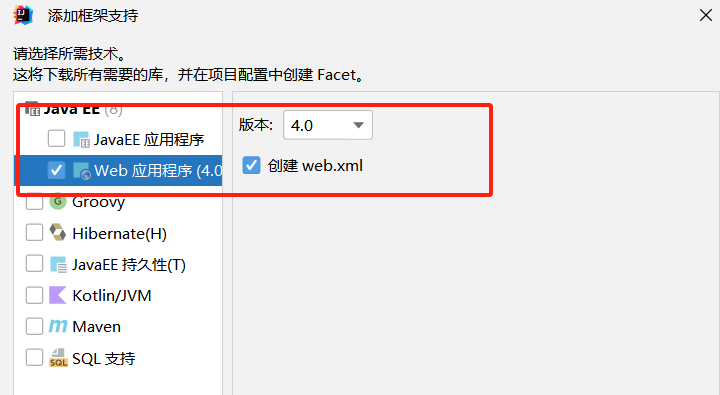 添加框架支持
请选择所需技术。
这将下载所有需要的库，并在项目配置中创建 Facet。
Java EE (8)
JavaEE 应用程序
Web 应用程序 (4.0
Groovy
Hibernate(H)
JavaEE 持久性(T)
Kotlin/JVM
Maven
SQL 支持
版本: 4.0
创建 web.xml